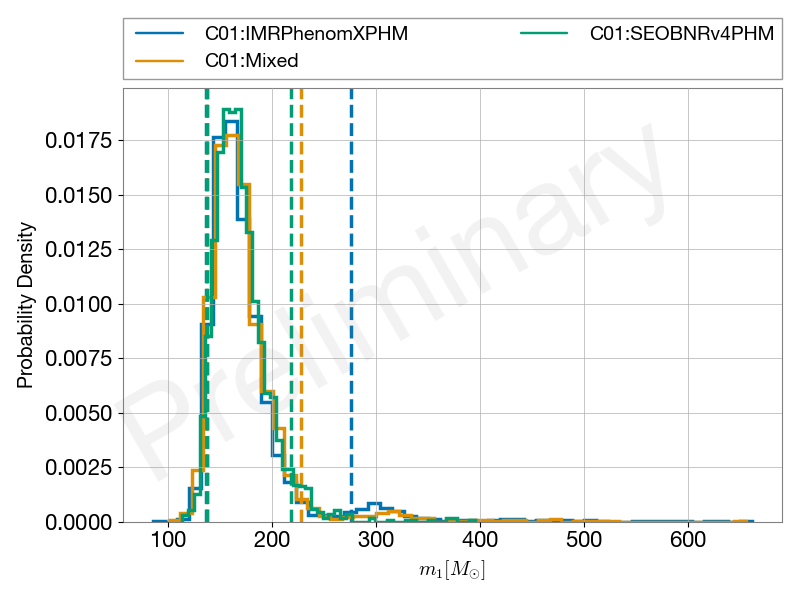 C01:IMRPhenomXPHM
C01:Mixed
C01:SEOBNRv4PHM
Probability Density
0.0175
0.0150
0.0125
0.0100
0.0075
0.0050
0.0025
0.0000
Preliminary
100 200 300 400 500 600
m₁[M☉]